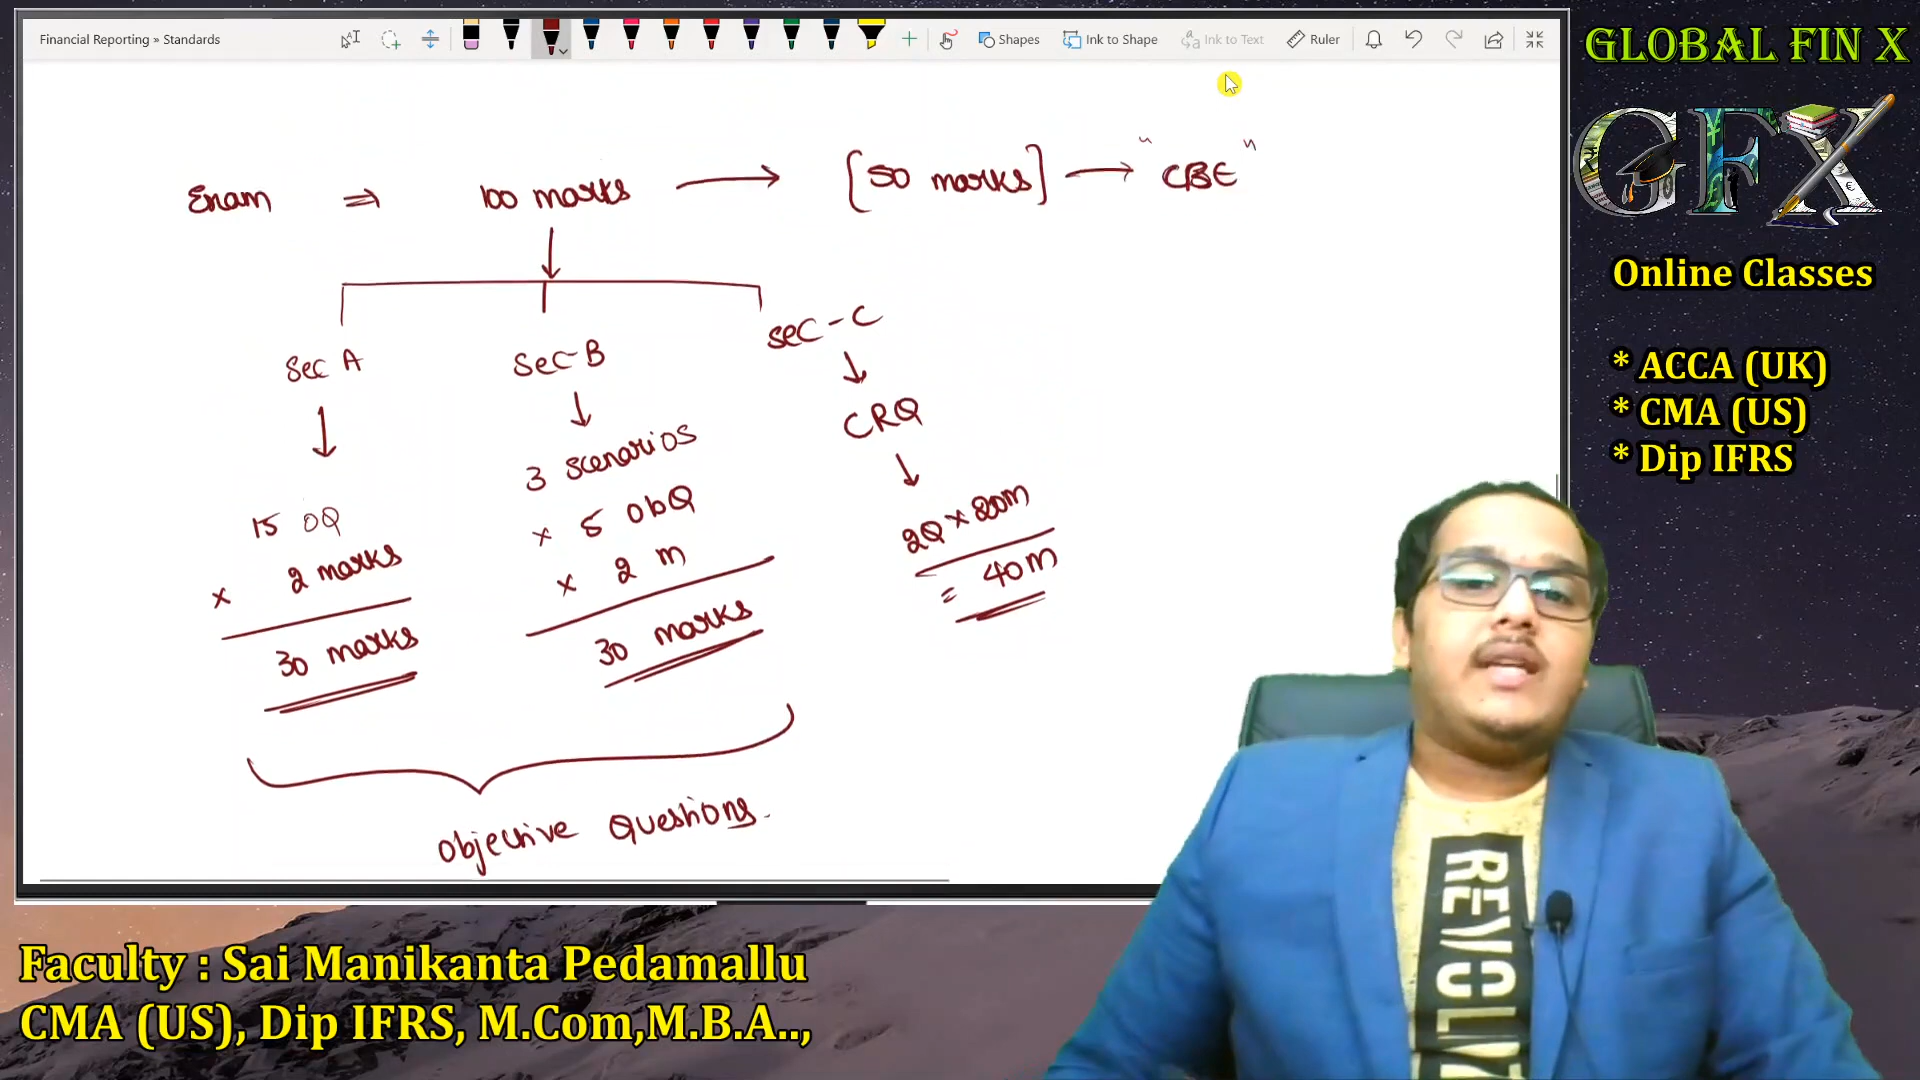 Financial Reporting » Standards
Shapes
Ink to Shape
Ink to Text
Ruler
GLOBAL FIN X
GFX
Online Classes
* ACCA (UK)
* CMA (US)
* Dip IFRS
Exam ⇒ 100 marks → [50 marks] → "CBE"
Sec A
Sec-B
Sec-C
15 OQ
x 2 marks
30 marks
3 scenarios
x 5 ObQ
x 2 m
30 marks
CRQ
2Q x 20m
= 40m
Objective Questions.
REVOLT
Faculty : Sai Manikanta Pedamallu
CMA (US), Dip IFRS, M.Com,M.B.A..,